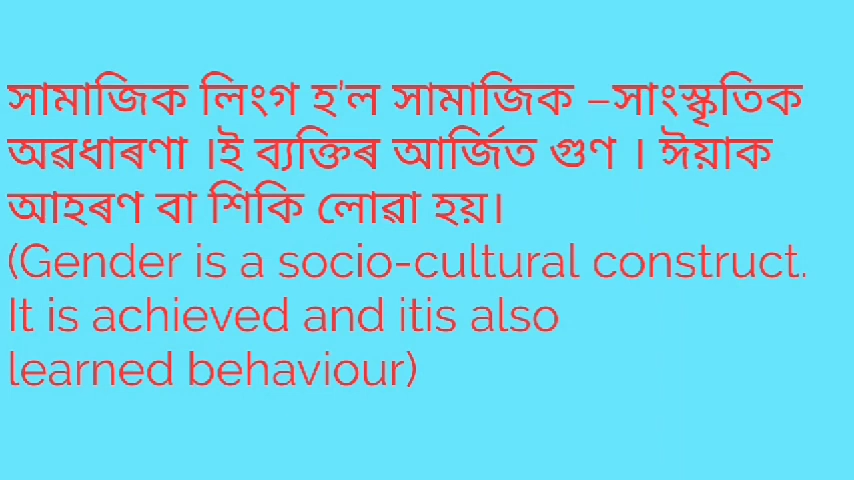 সামাজিক লিংগ হ'ল সামাজিক –সাংস্কৃতিক
অৱধাৰণা ।ই ব্যক্তিৰ আৰ্জিত গুণ । ঈয়াক
আহৰণ বা শিকি লোৱা হয়।
(Gender is a socio-cultural construct.
It is achieved and itis also
learned behaviour)